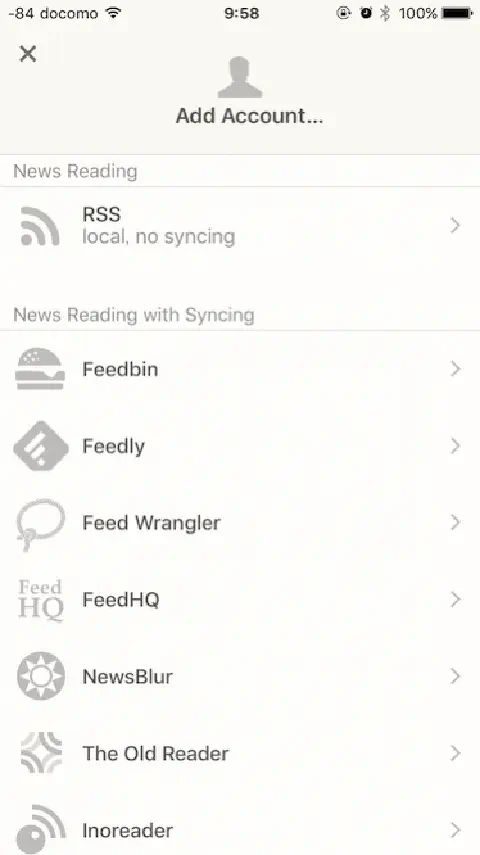 -84 docomo 9:58 100%
Add Account...
News Reading
RSS
local, no syncing
News Reading with Syncing
Feedbin
Feedly
Feed Wrangler
Feed
HQ
FeedHQ
NewsBlur
The Old Reader
Inoreader